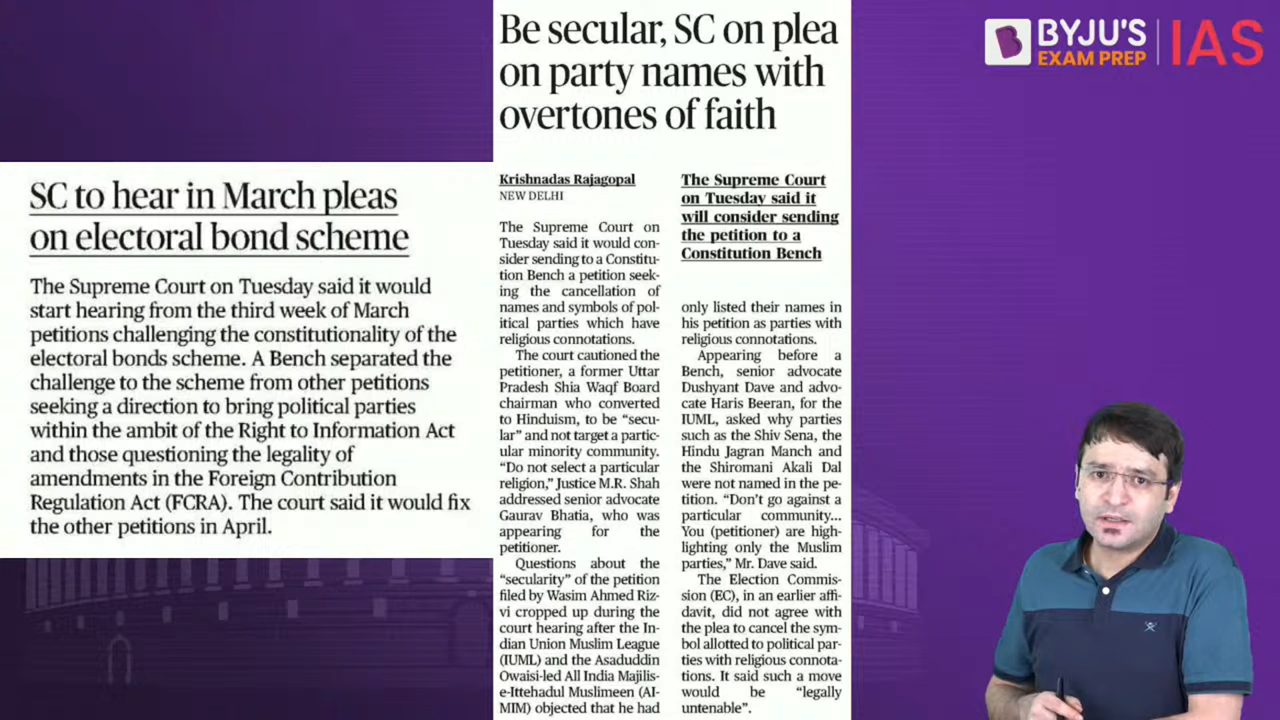 SC to hear in March pleas
on electoral bond scheme
The Supreme Court on Tuesday said it would
start hearing from the third week of March
petitions challenging the constitutionality of the
electoral bonds scheme. A Bench separated the
challenge to the scheme from other petitions
seeking a direction to bring political parties
within the ambit of the Right to Information Act
and those questioning the legality of
amendments in the Foreign Contribution
Regulation Act (FCRA). The court said it would fix
the other petitions in April.
Be secular, SC on plea
on party names with
overtones of faith
Krishnadas Rajagopal
NEW DELHI
The Supreme Court on
Tuesday said it would con-
sider sending to a Constitu-
tion Bench a petition seek-
ing the cancellation of
names and symbols of pol-
itical parties which have
religious connotations.
The court cautioned the
petitioner, a former Uttar
Pradesh Shia Waqf Board
chairman who converted
to Hinduism, to be “secu-
lar” and not target a partic-
ular minority community.
“Do not select a particular
religion,” Justice M.R. Shah
addressed senior advocate
Gaurav Bhatia, who was
appearing for the
petitioner.
Questions about the
“secularity” of the petition
filed by Wasim Ahmed Riz-
vi cropped up during the
court hearing after the In-
dian Union Muslim League
(IUML) and the Asaduddin
Owaisi-led All India Majilis-
e-Ittehadul Muslimeen (AI-
MIM) objected that he had
The Supreme Court
on Tuesday said it
will consider sending
the petition to a
Constitution Bench
only listed their names in
his petition as parties with
religious connotations.
Appearing before a
Bench, senior advocate
Dushyant Dave and advo-
cate Haris Beeran, for the
IUML, asked why parties
such as the Shiv Sena, the
Hindu Jagran Manch and
the Shiromani Akali Dal
were not named in the pe-
tition. “Don’t go against a
particular community...
You (petitioner) are high-
lighting only the Muslim
parties,” Mr. Dave said.
The Election Commis-
sion (EC), in an earlier affi-
davit, did not agree with
the plea to cancel the sym-
bol allotted to political par-
ties with religious connota-
tions. It said such a move
would be “legally
untenable”.
BYJU'S
EXAM PREP
IAS